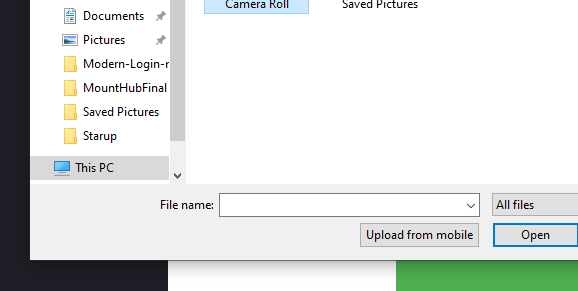 Camera Roll
Saved Pictures
Documents
Pictures
Modern-Login-r
MountHubFinal
Saved Pictures
Starup
This PC
File name:
All files
Upload from mobile
Open